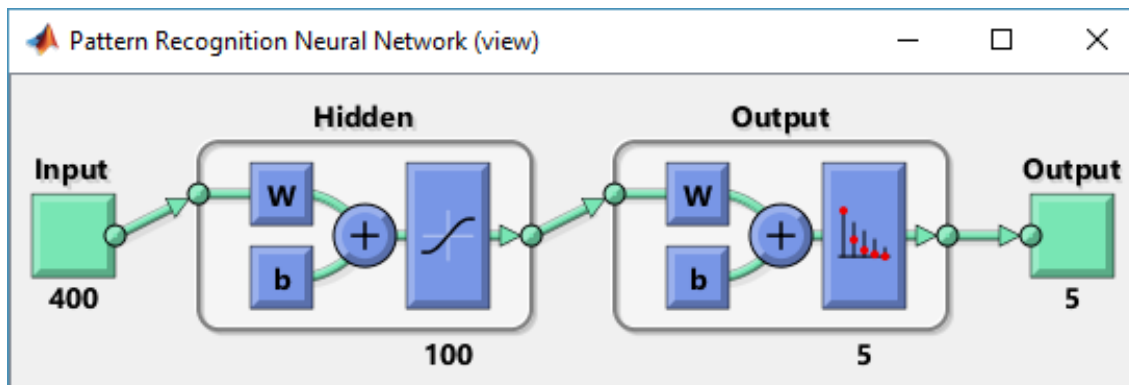 Pattern Recognition Neural Network (view)
Hidden
Output
Input
W
W
Output
b
b
400
5
100
5